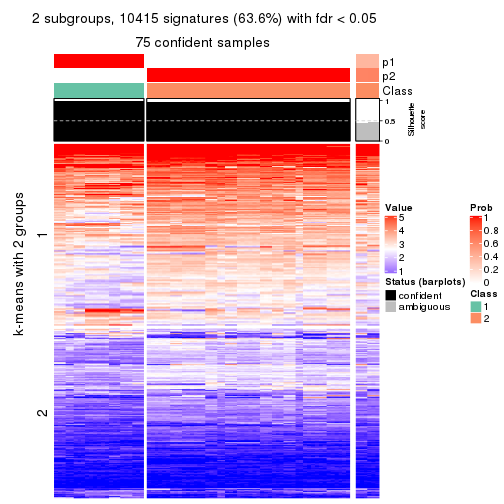 2 subgroups, 10415 signatures (63.6%) with fdr < 0.05
75 confident samples
p1
p2
Class
1
0.5
0
Silhouette
score
k-means with 2 groups
1
2
Value
5
4
3
2
1
Status (barplots)
confident
ambiguous
Prob
1
0.8
0.6
0.4
0.2
0
Class
1
2